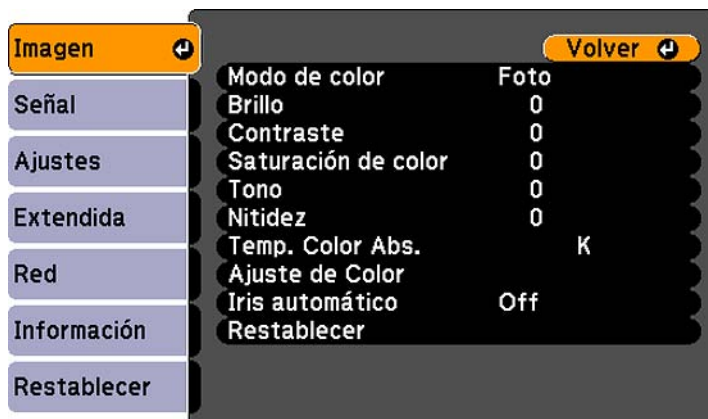 Imagen
Señal
Ajustes
Extendida
Red
Información
Restablecer
Volver
Modo de color Foto
Brillo 0
Contraste 0
Saturación de color 0
Tono 0
Nitidez 0
Temp. Color Abs. K
Ajuste de Color
Iris automático Off
Restablecer